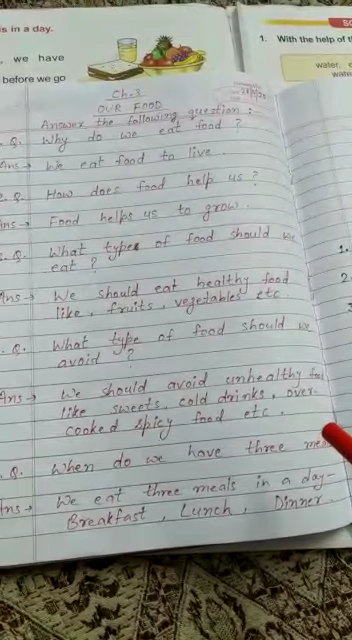 s in a day.
, we have
before we go
1. With the help of t
water,
wate
Ch-3
OUR FOOD
Answer the following question:
Q. Why do we eat food ?
Ans→ We eat food to live.
Q. How does food help us ?
Ans→ Food helps us to grow.
Q. What types of food should we
eat ?
Ans→ We should eat healthy food
like, fruits, vegetables etc.
Q. What type of food should we
avoid ?
Ans→ We should avoid unhealthy
like sweets, cold drinks, over-
cooked spicy food etc.
Q. When do we have three mea
Ans→ We eat three meals in a day-
Breakfast, Lunch, Dinner.
1.
2